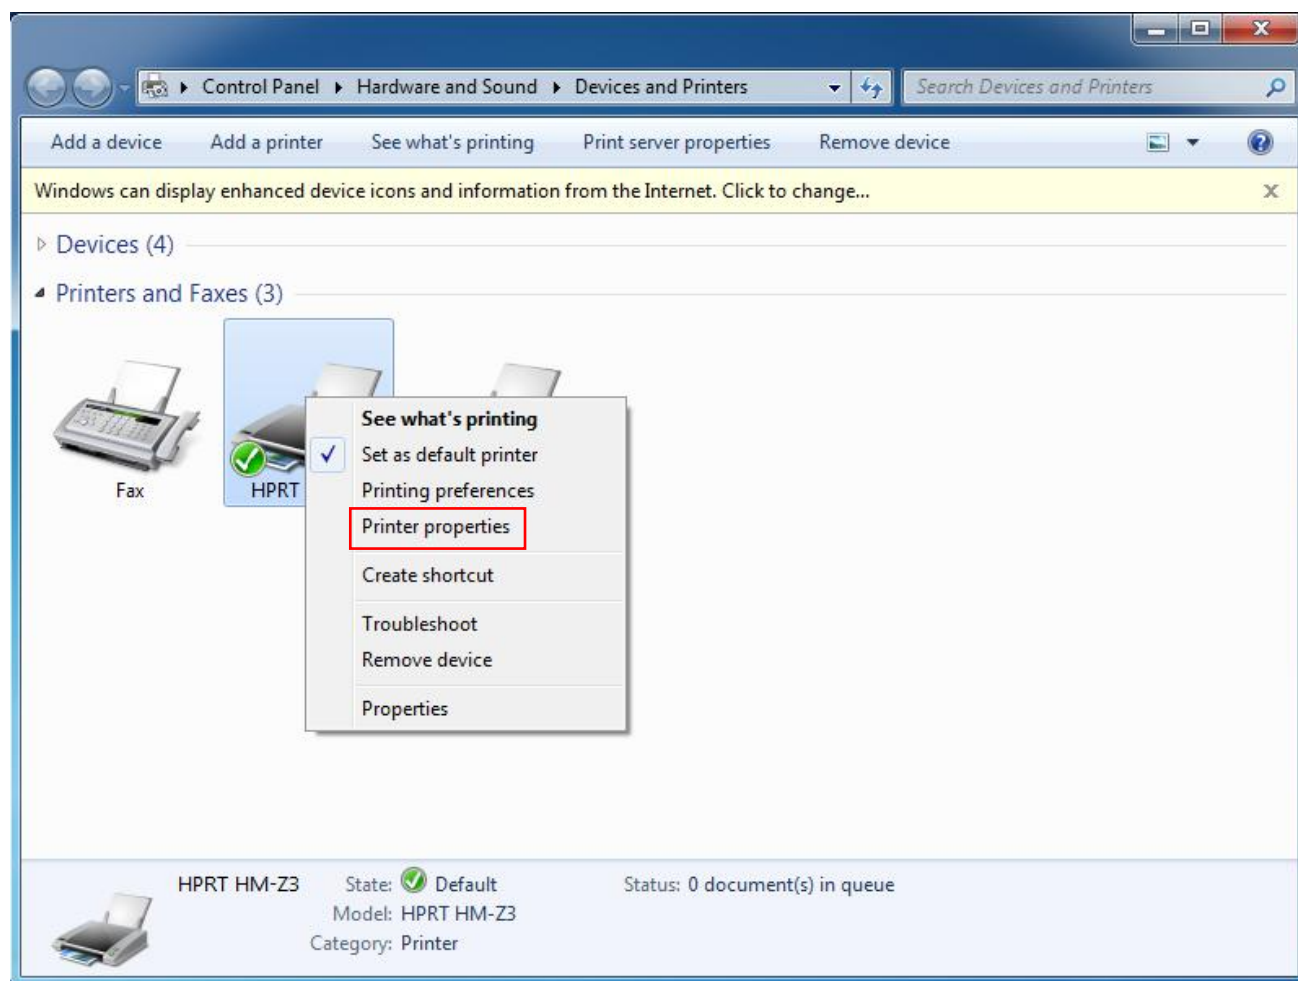 Control Panel Hardware and Sound Devices and Printers Search Devices and Printers
Add a device Add a printer See what's printing Print server properties Remove device
Windows can display enhanced device icons and information from the Internet. Click to change...
Devices (4)
Printers and Faxes (3)
Fax
HPRT
See what's printing
Set as default printer
Printing preferences
Printer properties
Create shortcut
Troubleshoot
Remove device
Properties
HPRT HM-Z3 State: Default Status: 0 document(s) in queue
Model: HPRT HM-Z3
Category: Printer